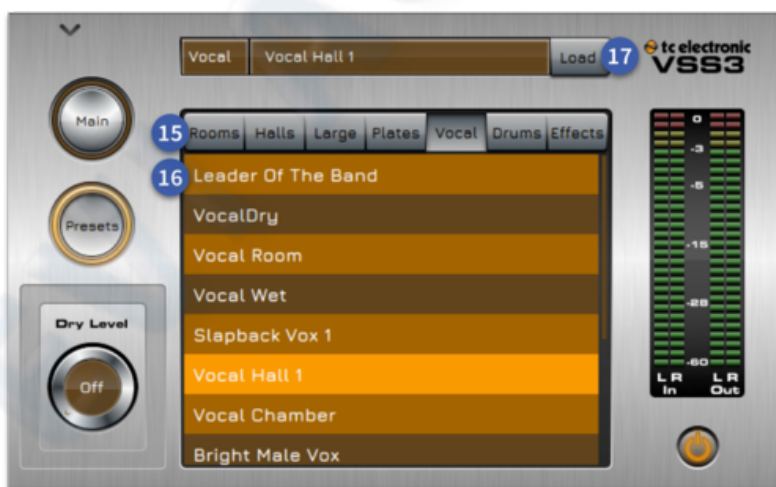 Vocal Vocal Hall 1 Load 17
tc electronic
VSS3
Main
15 Rooms Halls Large Plates Vocal Drums Effects
16 Leader Of The Band
VocalDry
Vocal Room
Vocal Wet
Slapback Vox 1
Vocal Hall 1
Vocal Chamber
Bright Male Vox
Presets
Dry Level
Off
0
-3
-5
-15
-28
-60
L R L R
In Out